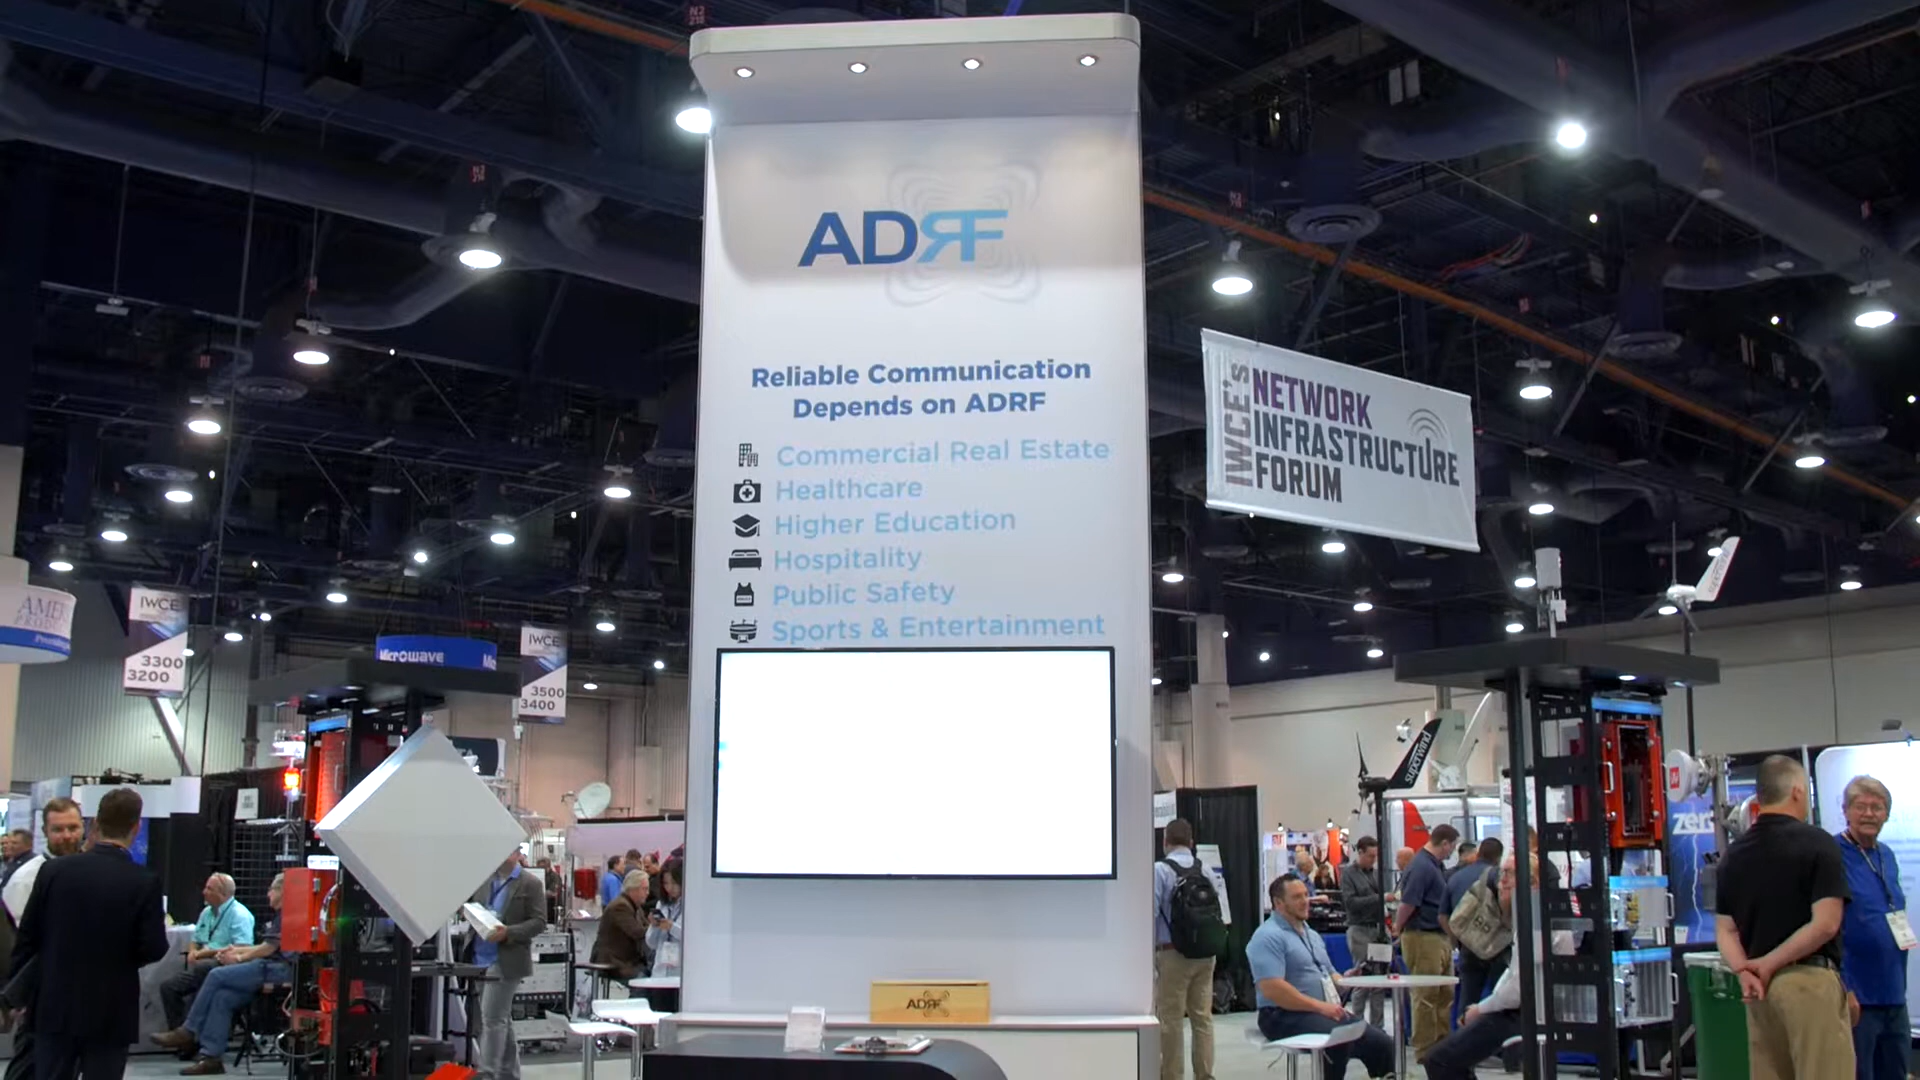 ADRF
Reliable Communication
Depends on ADRF
Commercial Real Estate
Healthcare
Higher Education
Hospitality
Public Safety
Sports & Entertainment
ADRF
IWCE's
NETWORK
INFRASTRUCTURE
FORUM
IWCE
3300
3200
Microwave
IWCE
3500
3400
superwind